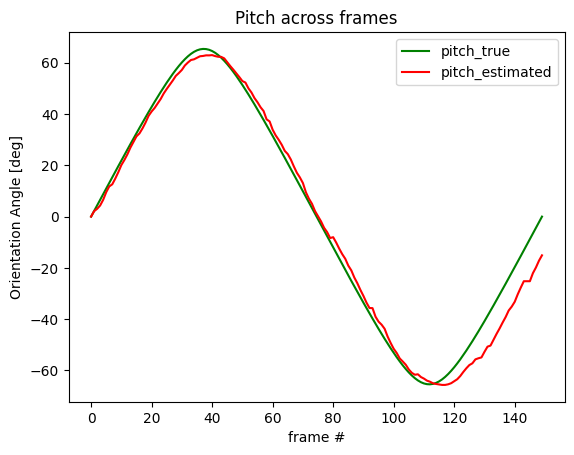 Pitch across frames
pitch_true
pitch_estimated
Orientation Angle [deg]
60
40
20
0
−20
−40
−60
0 20 40 60 80 100 120 140
frame #